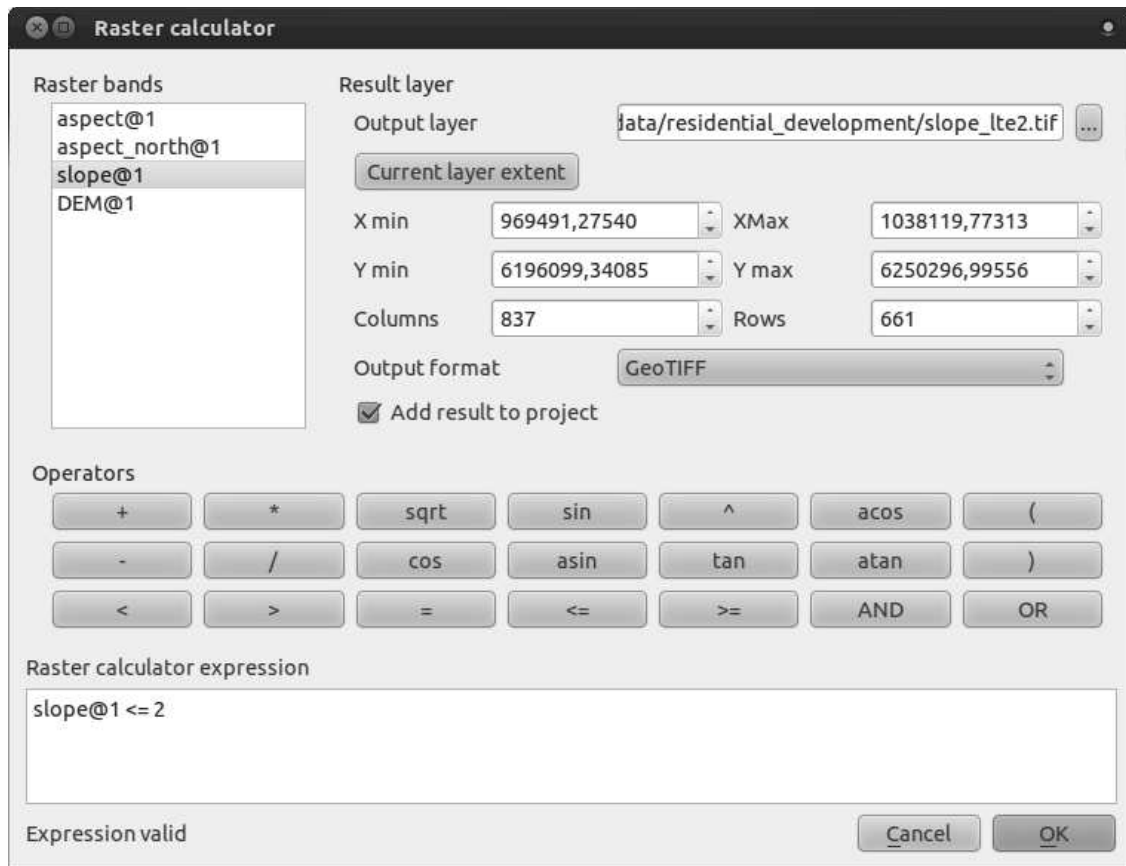 Raster calculator
Raster bands
aspect@1
aspect_north@1
slope@1
DEM@1
Result layer
Output layer data/residential_development/slope_lte2.tif ...
Current layer extent
X min 969491,27540 XMax 1038119,77313
Y min 6196099,34085 Y max 6250296,99556
Columns 837 Rows 661
Output format GeoTIFF
Add result to project
Operators
+ * sqrt sin ^ acos (
- / cos asin tan atan )
< > = <= >= AND OR
Raster calculator expression
slope@1 <= 2
Expression valid
Cancel OK